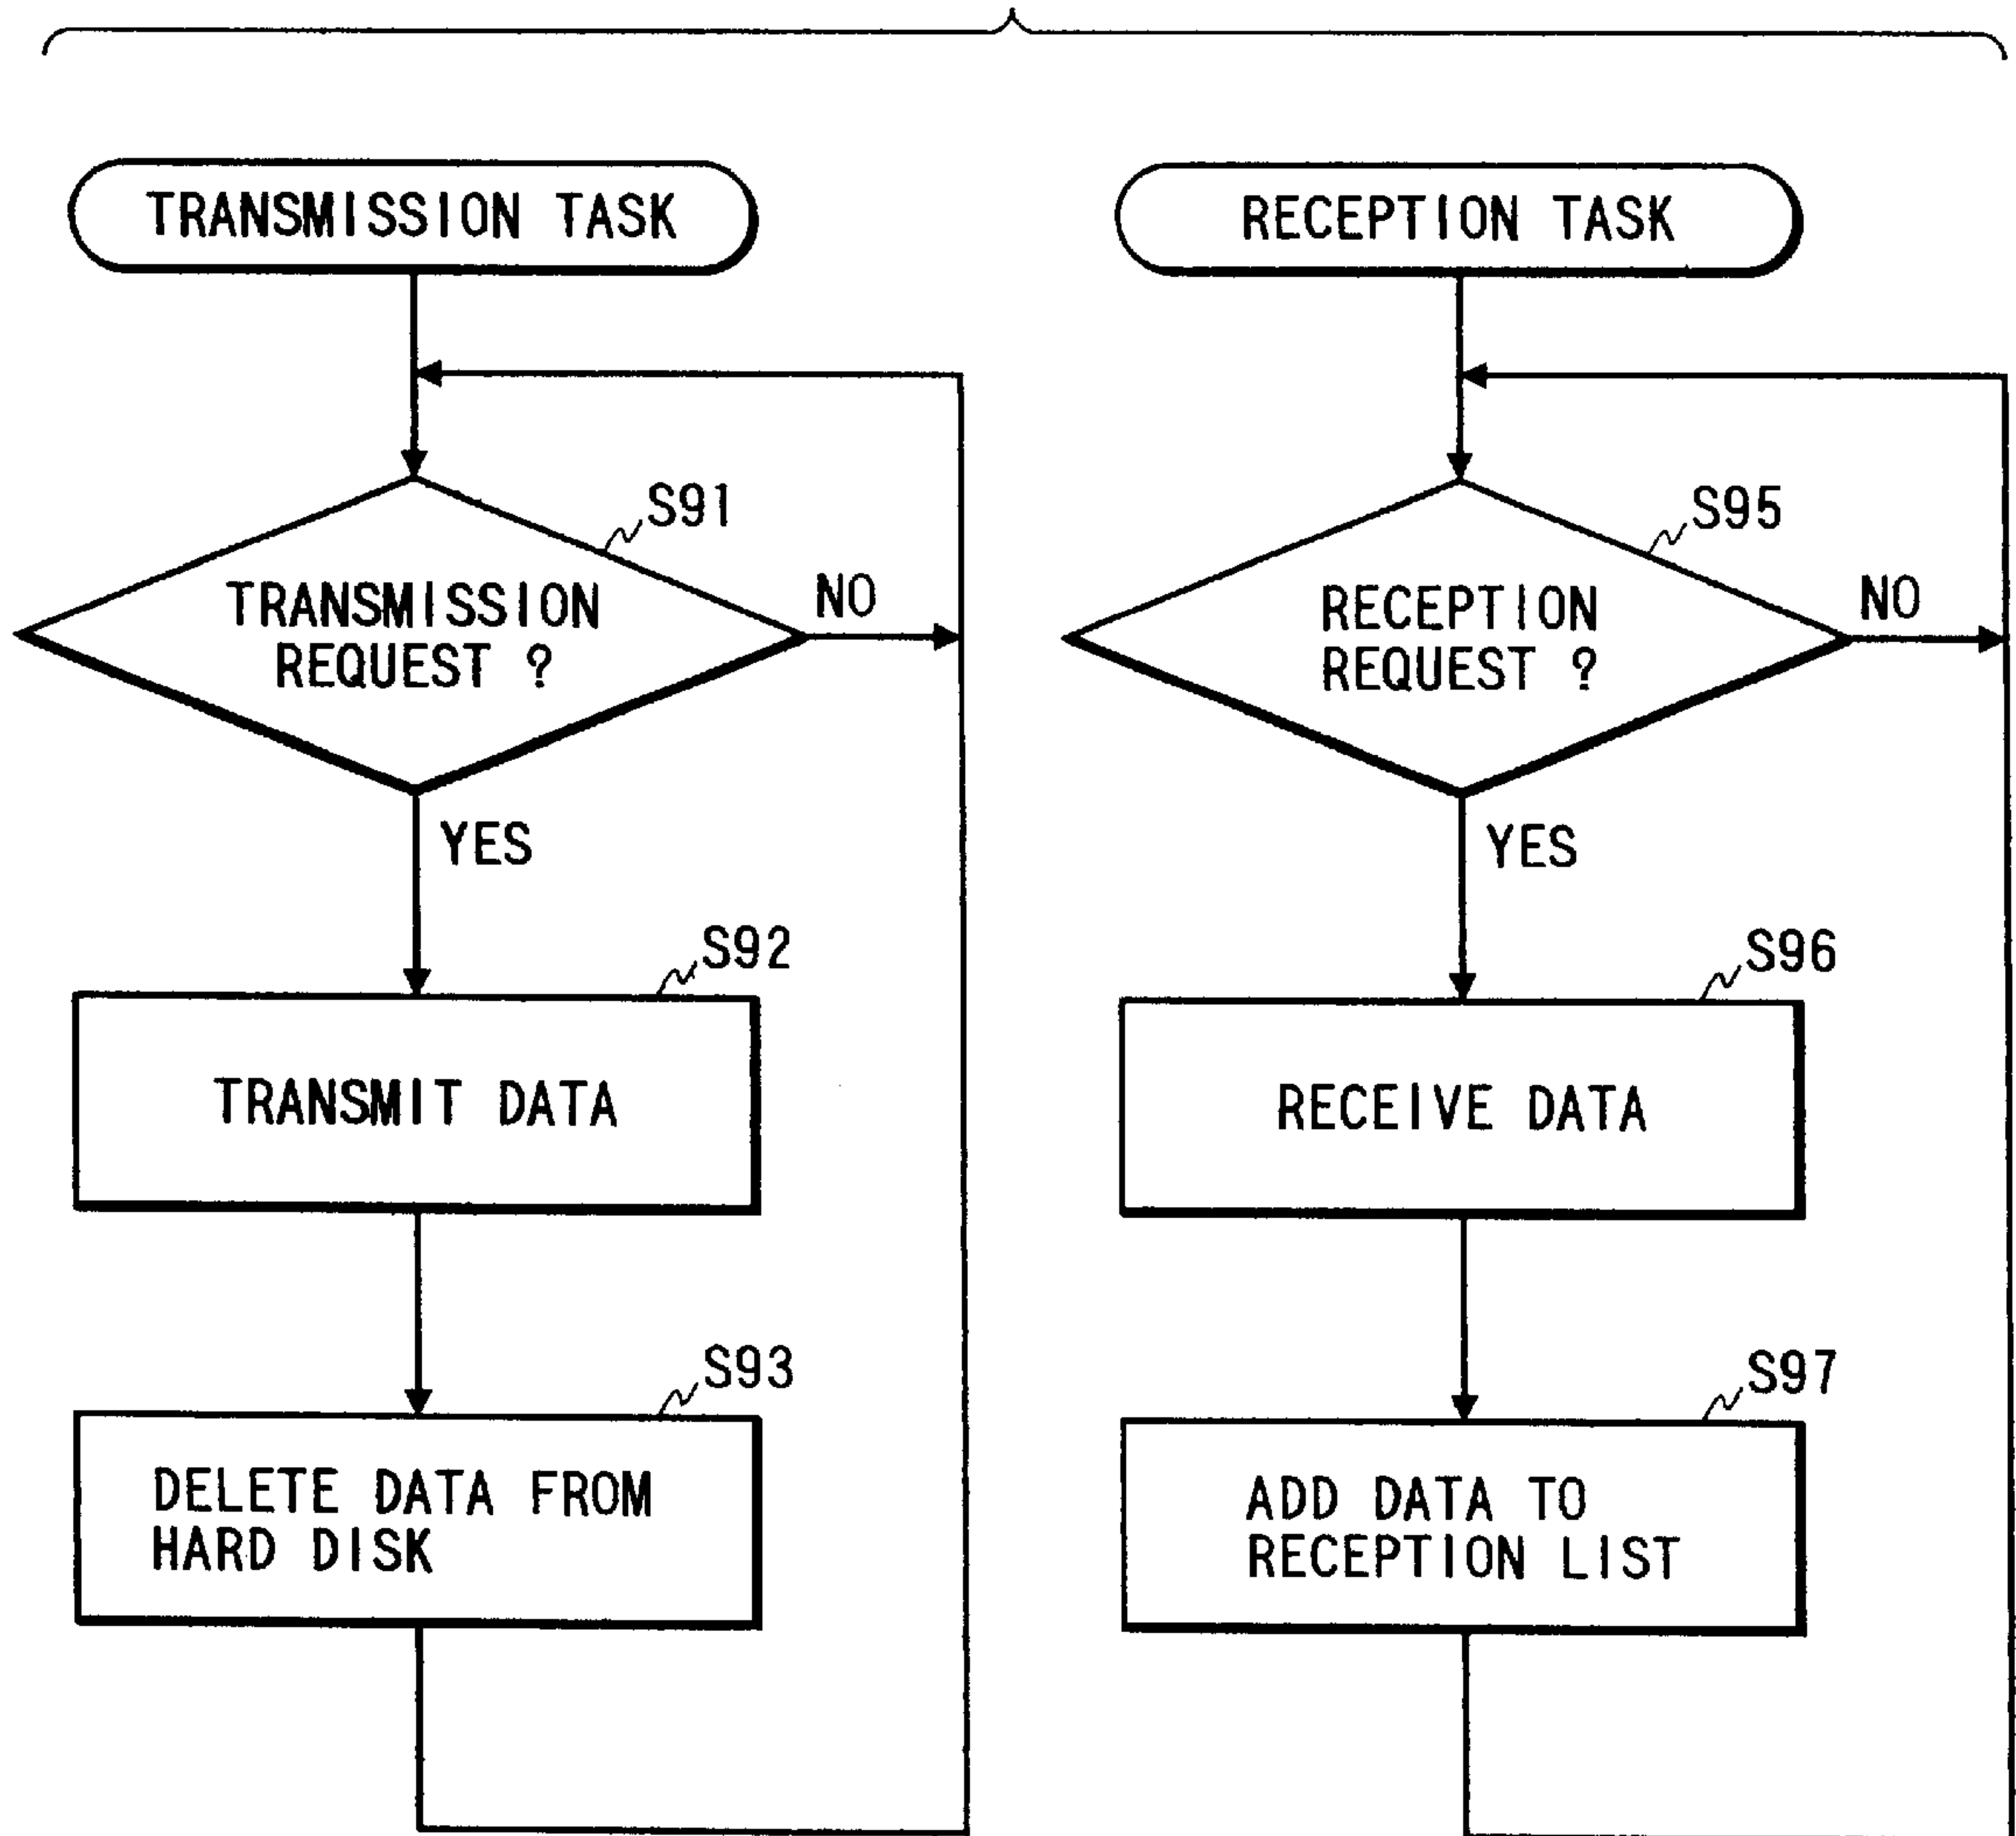 TRANSMISSION TASK
S91
TRANSMISSION
REQUEST ?
NO
YES
S92
TRANSMIT DATA
S93
DELETE DATA FROM
HARD DISK
RECEPTION TASK
S95
RECEPTION
REQUEST ?
NO
YES
S96
RECEIVE DATA
S97
ADD DATA TO
RECEPTION LIST